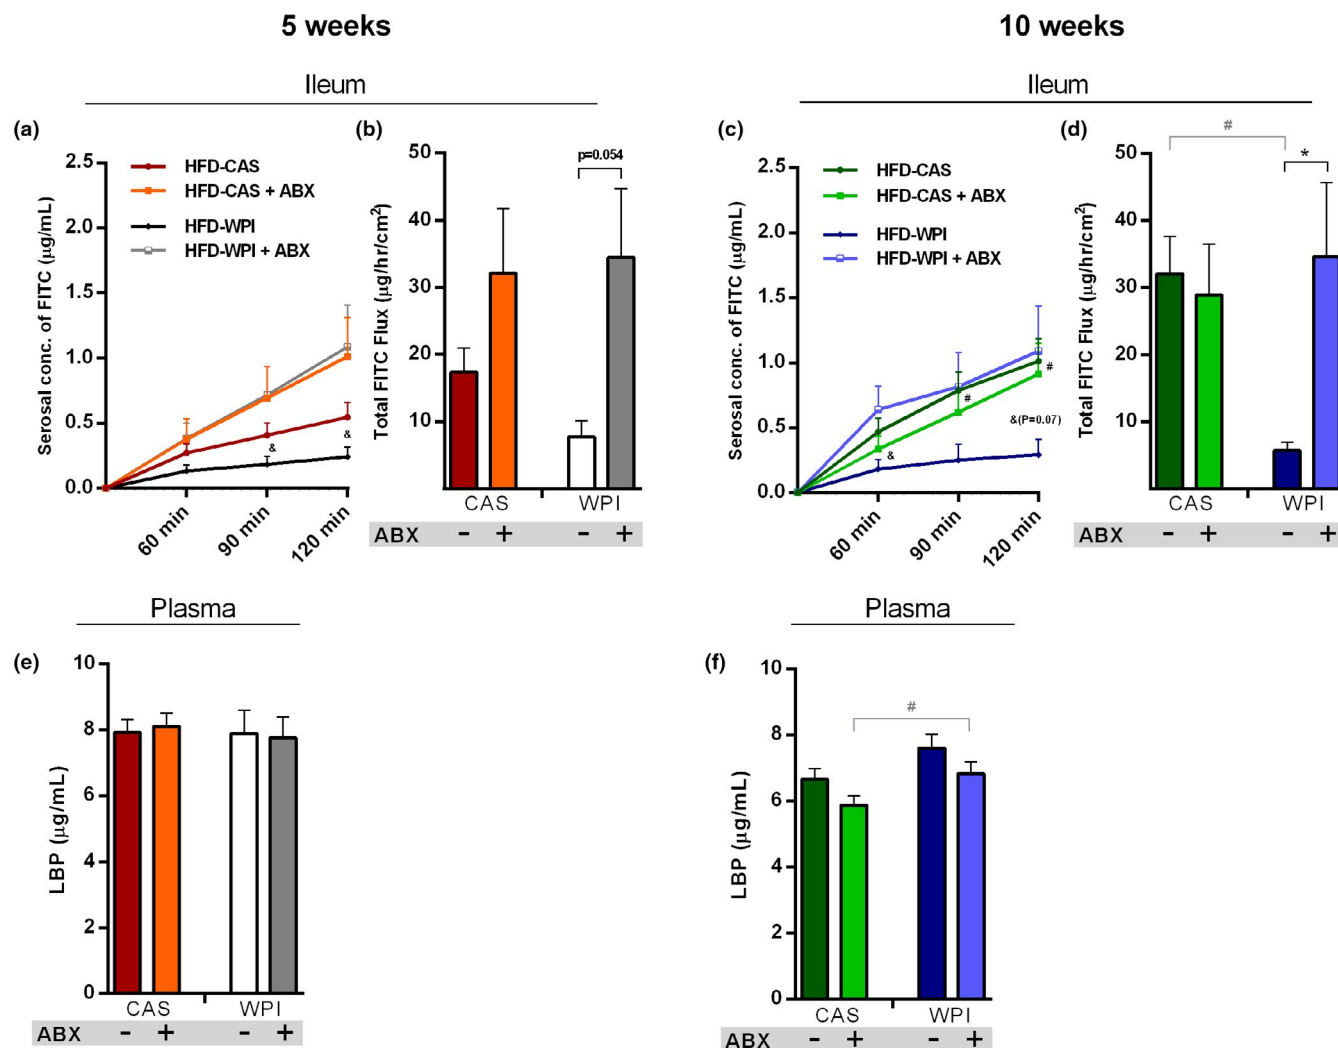 5 weeks
10 weeks
Ileum
Ileum
(a)
HFD-CAS
HFD-CAS + ABX
HFD-WPI
HFD-WPI + ABX
Serosal conc. of FITC (μg/mL)
2.5
2.0
1.5
1.0
0.5
0.0
&
&
60 min
90 min
120 min
(b)
p=0.054
Total FITC Flux (μg/hr/cm²)
50
40
30
20
10
CAS
WPI
ABX - + - +
(c)
HFD-CAS
HFD-CAS + ABX
HFD-WPI
HFD-WPI + ABX
Serosal conc. of FITC (μg/mL)
2.5
2.0
1.5
1.0
0.5
0.0
#
#
&(P=0.07)
&
60 min
90 min
120 min
(d)
#
*
Total FITC Flux (μg/hr/cm²)
50
40
30
20
10
0
CAS
WPI
ABX - + - +
Plasma
Plasma
(e)
LBP (μg/mL)
10
8
6
4
2
0
CAS
WPI
ABX - + - +
(f)
#
LBP (μg/mL)
10
8
6
4
2
0
CAS
WPI
ABX - + - +